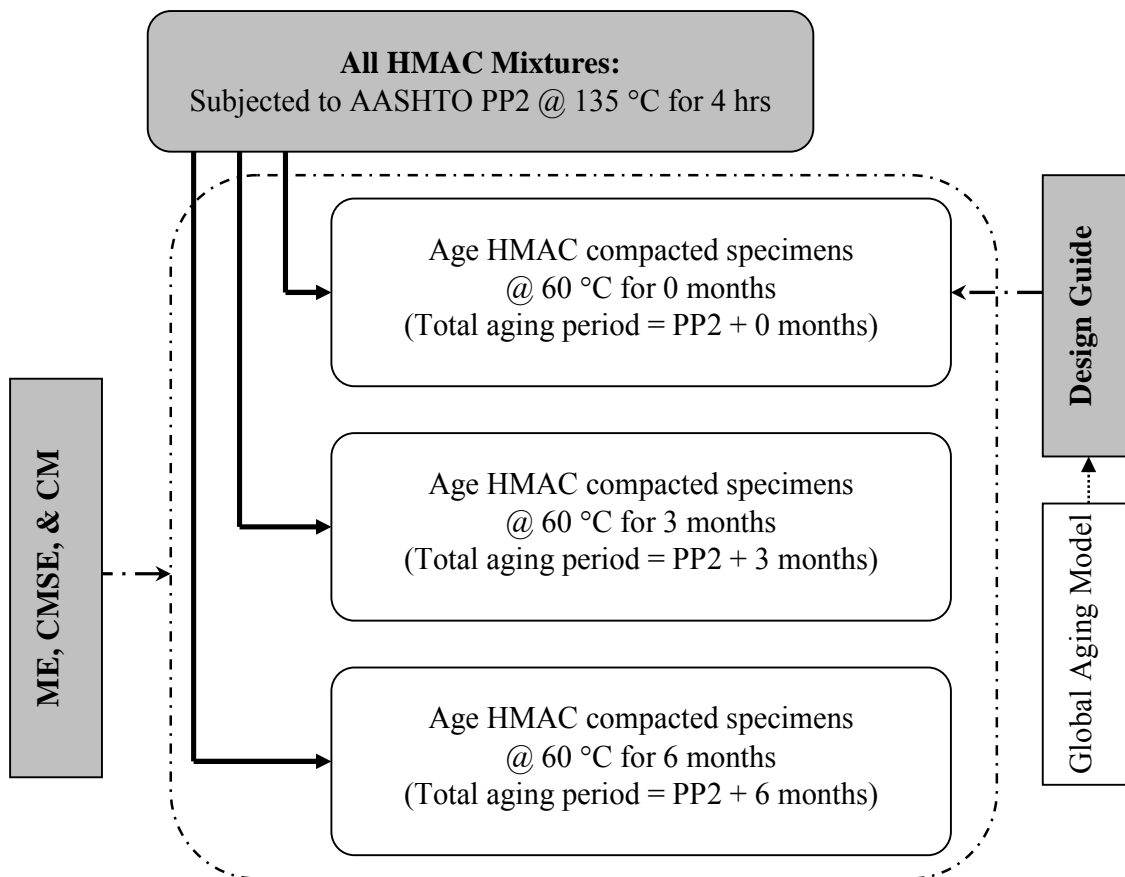 All HMAC Mixtures:
Subjected to AASHTO PP2 @ 135 °C for 4 hrs
Age HMAC compacted specimens
@ 60 °C for 0 months
(Total aging period = PP2 + 0 months)
Design Guide
ME, CMSE, & CM
Age HMAC compacted specimens
@ 60 °C for 3 months
(Total aging period = PP2 + 3 months)
Global Aging Model
Age HMAC compacted specimens
@ 60 °C for 6 months
(Total aging period = PP2 + 6 months)